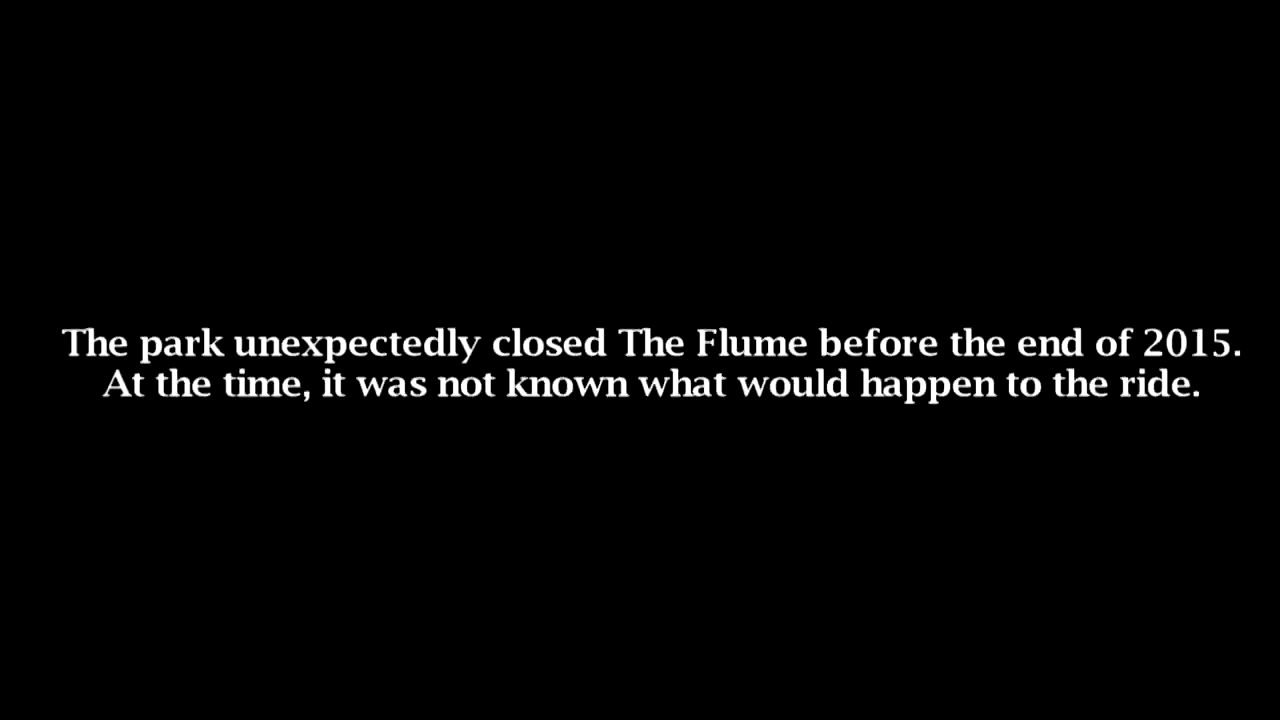 The park unexpectedly closed The Flume before the end of 2015.
At the time, it was not known what would happen to the ride.